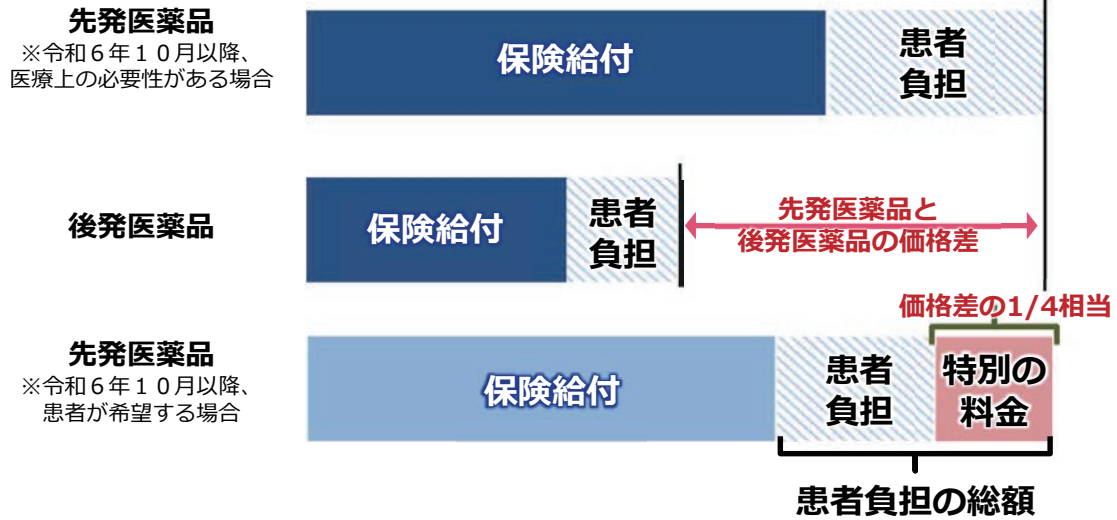 先発医薬品
※令和６年１０月以降、
医療上の必要性がある場合
保険給付
患者
負担
後発医薬品
保険給付
患者
負担
先発医薬品と
後発医薬品の価格差
価格差の1/4相当
先発医薬品
※令和６年１０月以降、
患者が希望する場合
保険給付
患者
負担
特別の
料金
患者負担の総額